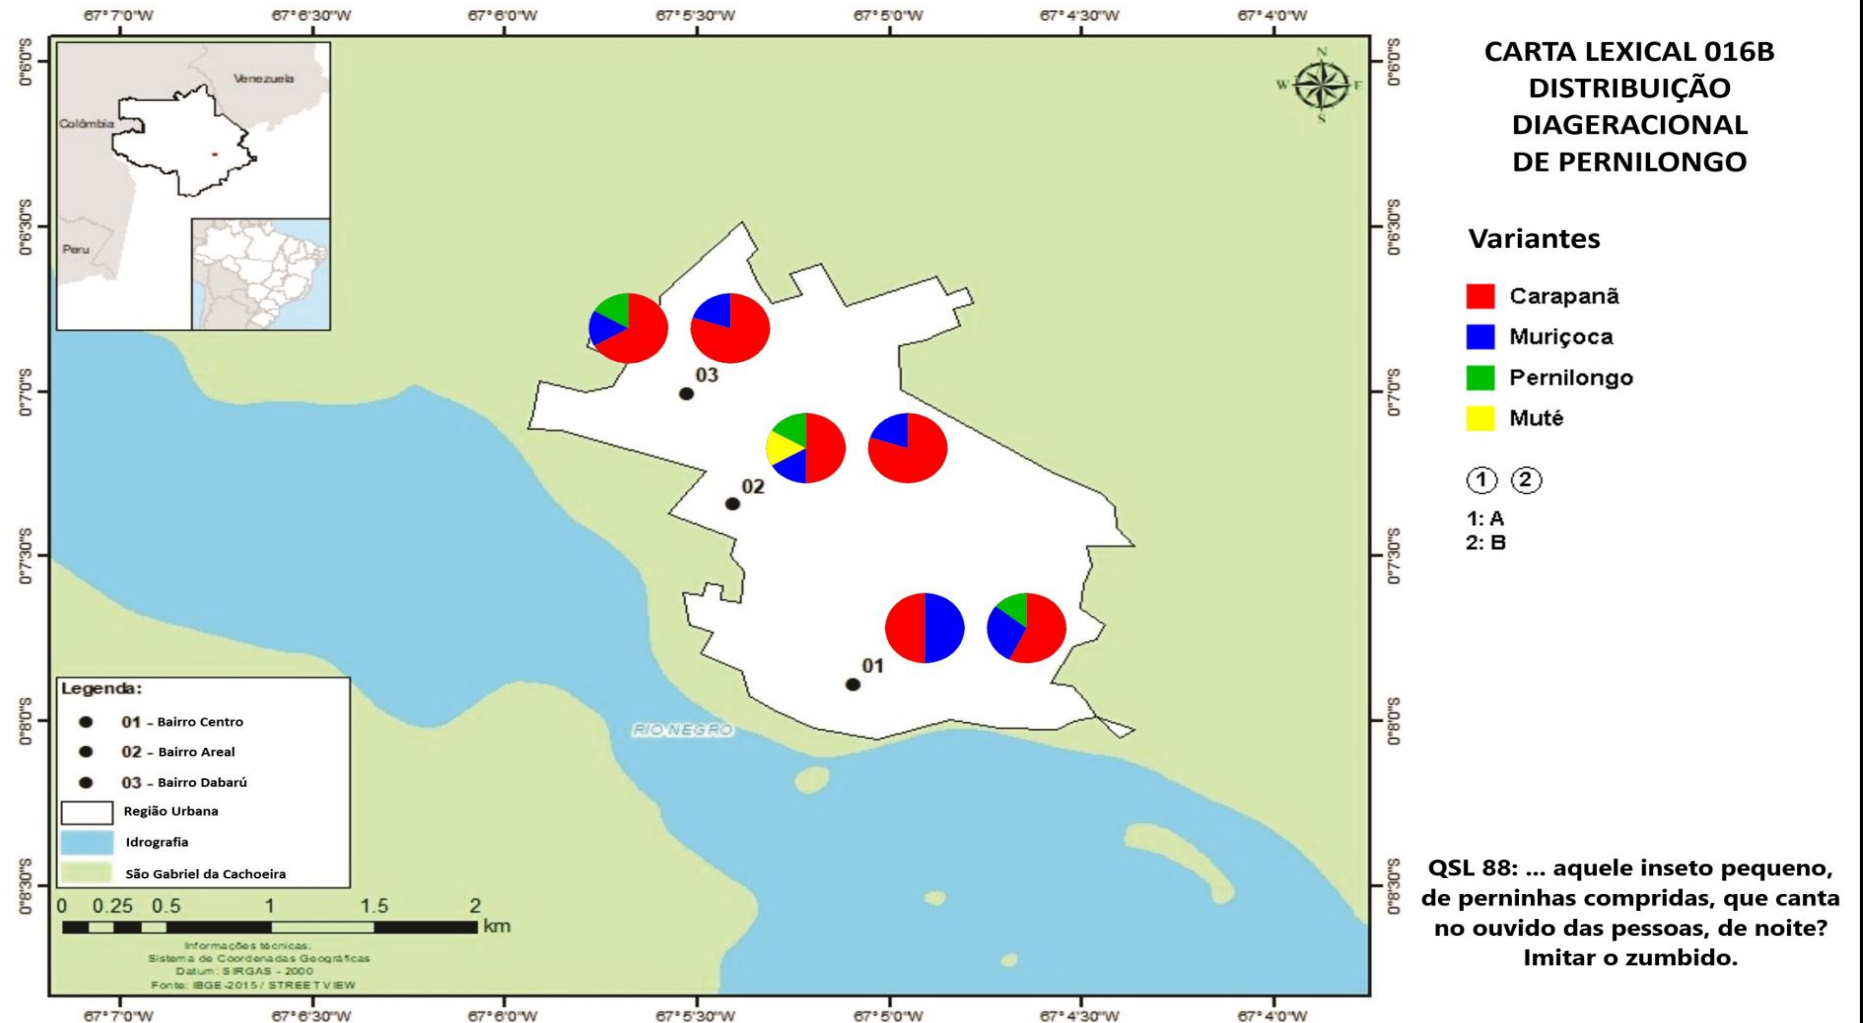 67°7'0"W 67°6'30"W 67°6'0"W 67°5'30"W 67°5'0"W 67°4'30"W 67°4'0"W
CARTA LEXICAL 016B
DISTRIBUIÇÃO
DIAGERACIONAL
DE PERNILONGO
Variantes
Carapanã
Muriçoca
Pernilongo
Muté
1 2
1: A
2: B
QSL 88: ... aquele inseto pequeno,
de perninhas compridas, que canta
no ouvido das pessoas, de noite?
Imitar o zumbido.
0°6'0"S
0°6'30"S
0°7'0"S
0°7'30"S
0°8'0"S
0°8'30"S
Venezuela
Colômbia
Peru
N
W E
S
03
02
01
RIO NEGRO
Legenda:
01 - Bairro Centro
02 - Bairro Areal
03 - Bairro Dabarú
Região Urbana
Idrografia
São Gabriel da Cachoeira
0 0.25 0.5 1 1.5 2
km
Informações técnicas:
Sistema de Coordenadas Geográficas
Datum: SIRGAS - 2000
Fonte: IBGE-2015 / STREETVIEW
0°6'0"S
0°6'30"S
0°7'0"S
0°7'30"S
0°8'0"S
0°8'30"S
67°7'0"W 67°6'30"W 67°6'0"W 67°5'30"W 67°5'0"W 67°4'30"W 67°4'0"W